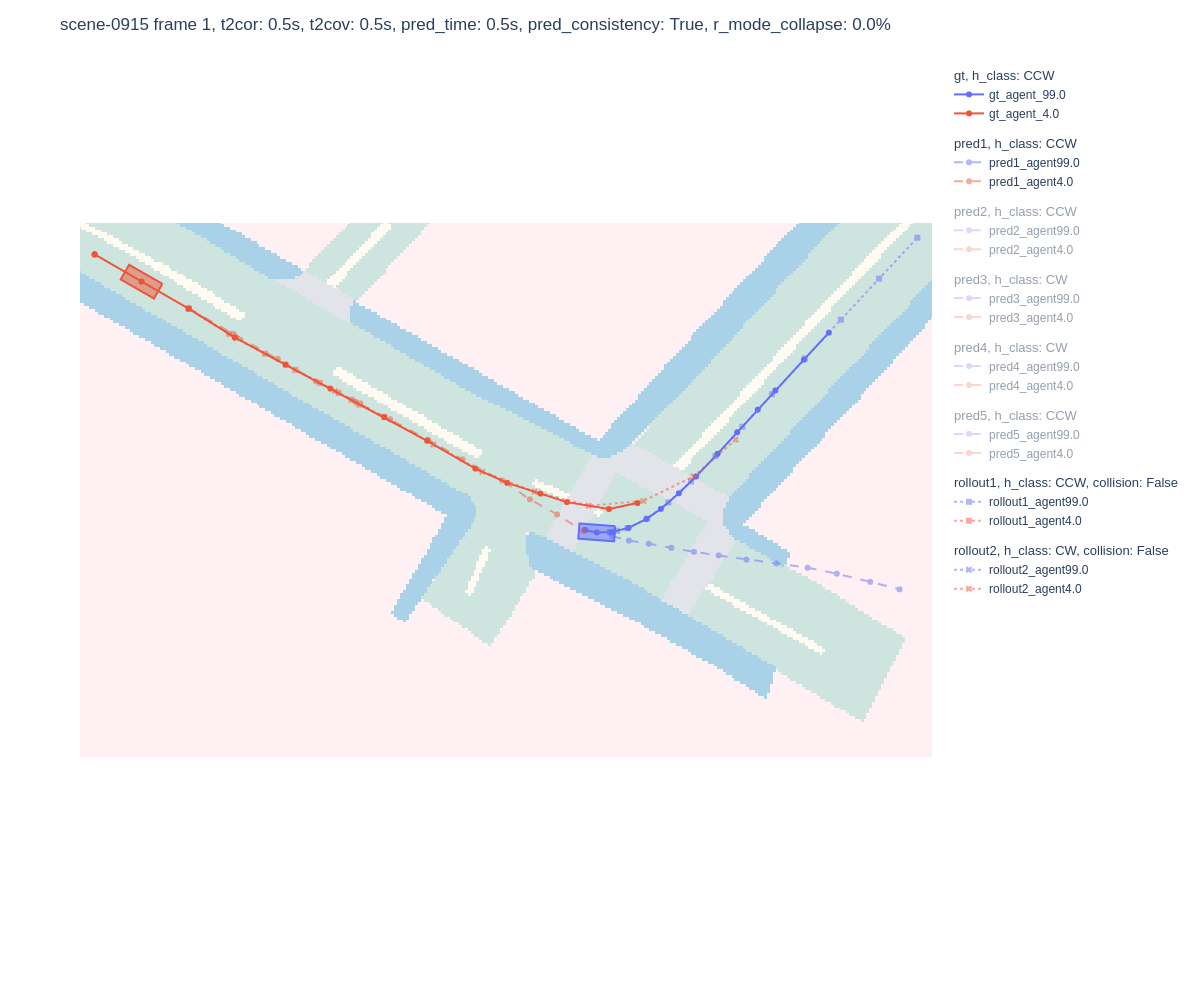 scene-0915 frame 1, t2cor: 0.5s, t2cov: 0.5s, pred_time: 0.5s, pred_consistency: True, r_mode_collapse: 0.0%
gt, h_class: CCW
gt_agent_99.0
gt_agent_4.0
pred1, h_class: CCW
pred1_agent99.0
pred1_agent4.0
pred2, h_class: CCW
pred2_agent99.0
pred2_agent4.0
pred3, h_class: CW
pred3_agent99.0
pred3_agent4.0
pred4, h_class: CW
pred4_agent99.0
pred4_agent4.0
pred5, h_class: CCW
pred5_agent99.0
pred5_agent4.0
rollout1, h_class: CCW, collision: False
rollout1_agent99.0
rollout1_agent4.0
rollout2, h_class: CW, collision: False
rollout2_agent99.0
rollout2_agent4.0